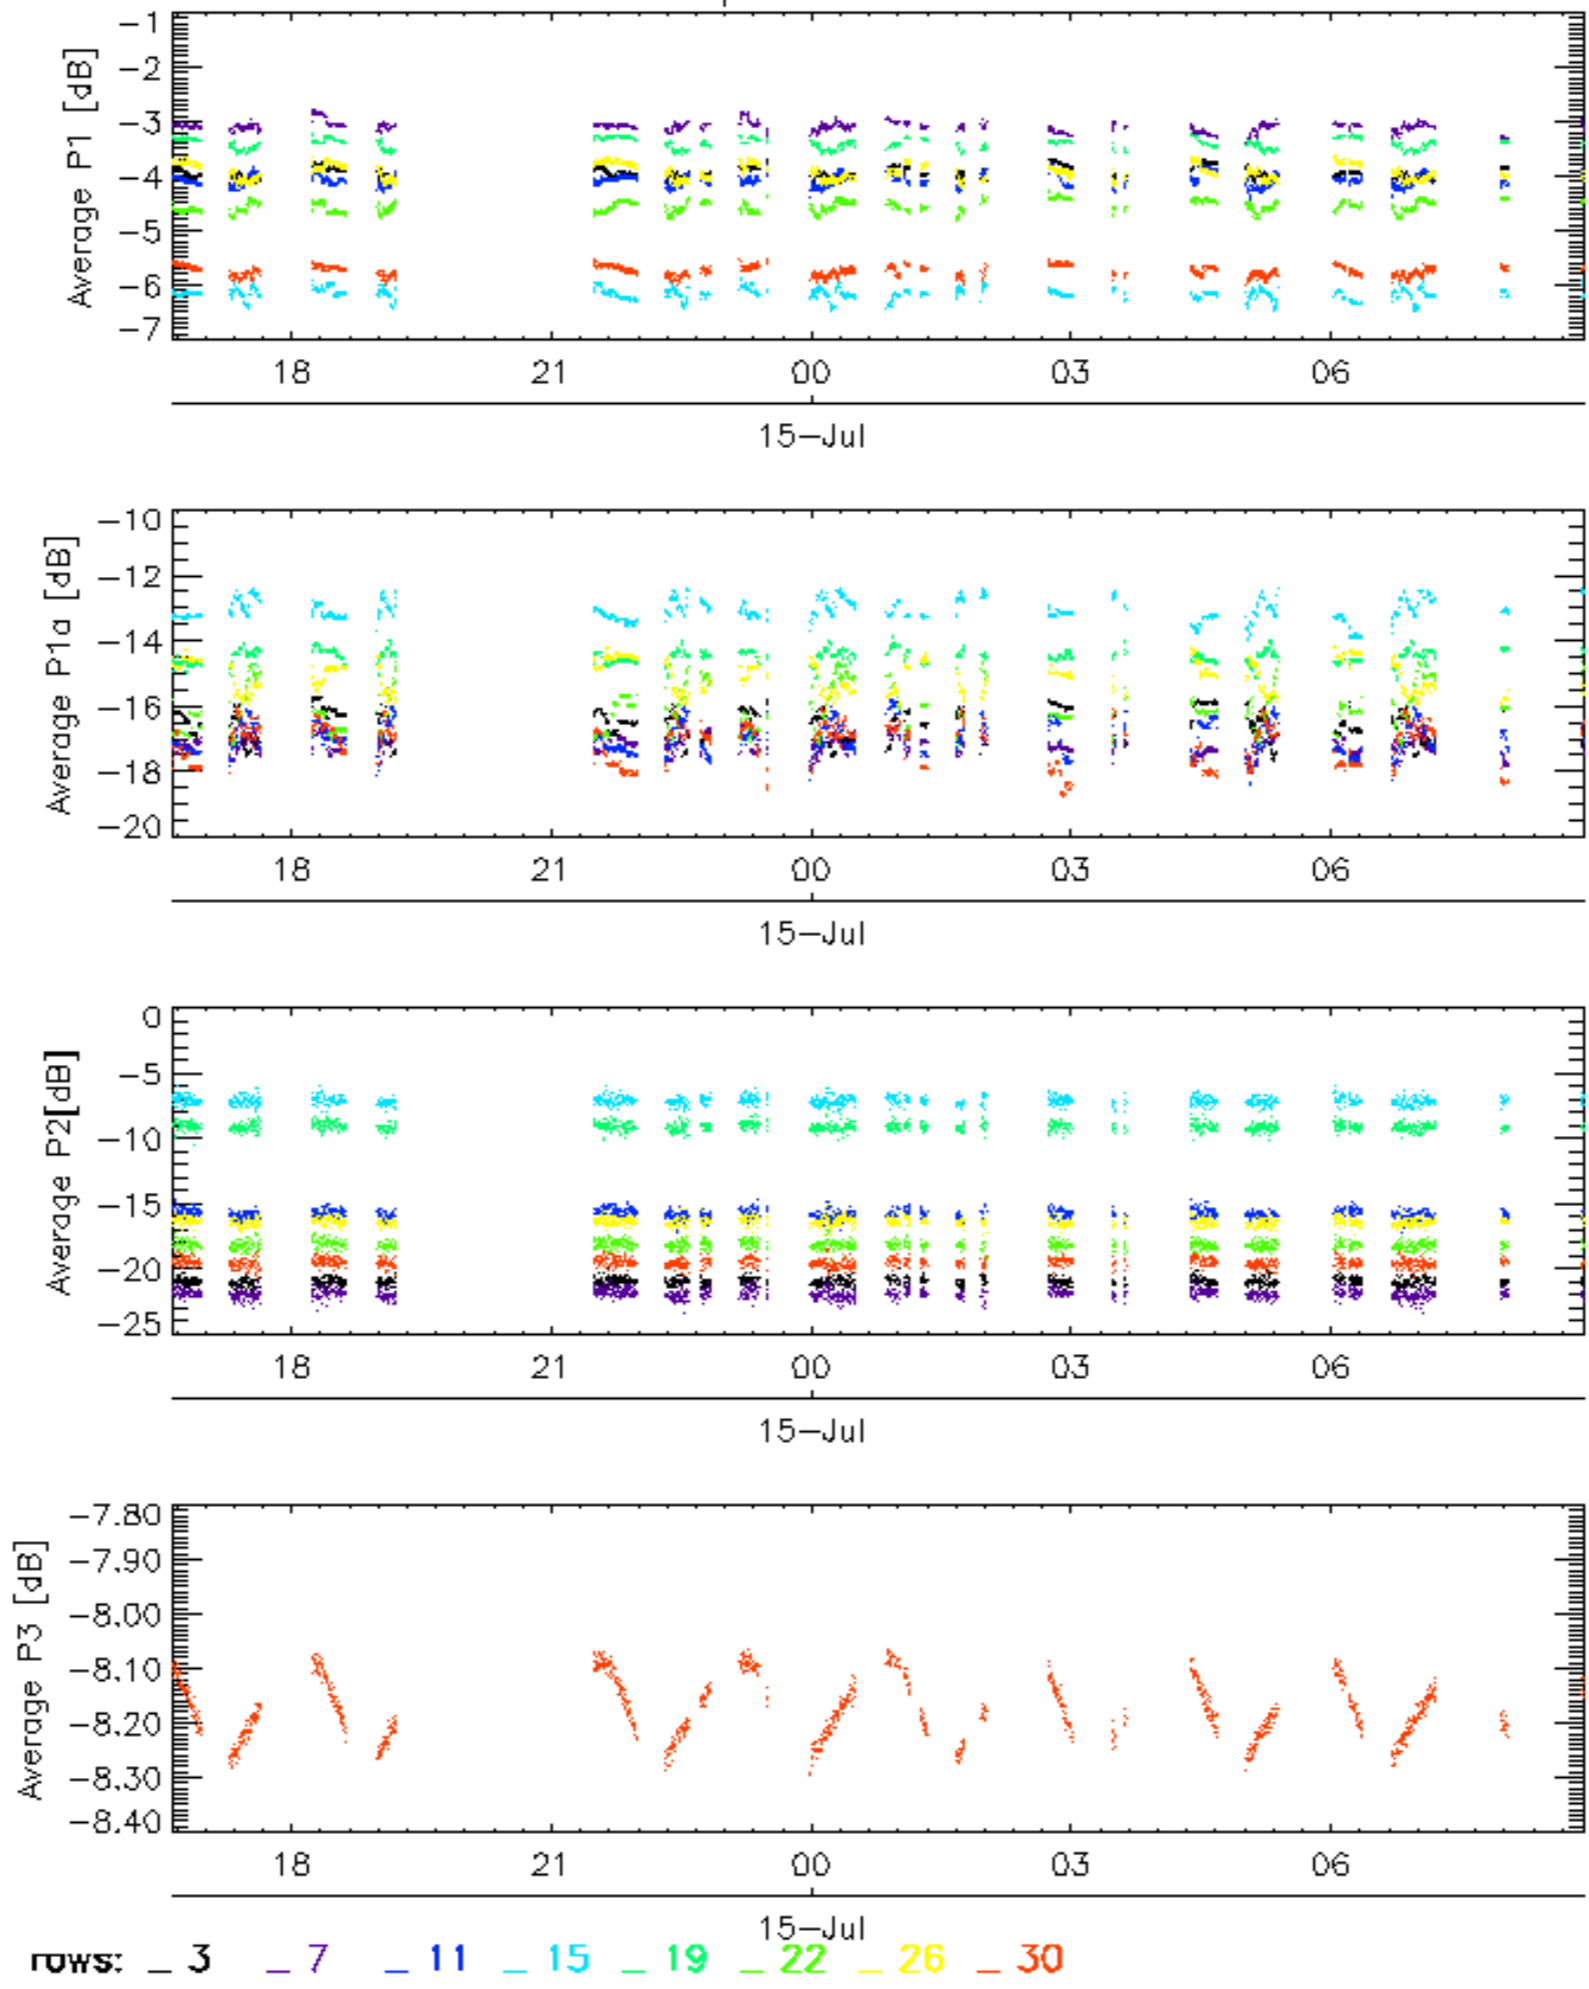 Average P1 [dB]
-1
-2
-3
-4
-5
-6
-7
18 21 00 03 06
15-Jul
Average P1a [dB]
-10
-12
-14
-16
-18
-20
18 21 00 03 06
15-Jul
Average P2[dB]
0
-5
-10
-15
-20
-25
18 21 00 03 06
15-Jul
Average P3 [dB]
-7.80
-7.90
-8.00
-8.10
-8.20
-8.30
-8.40
18 21 00 03 06
15-Jul
rows: _ 3 _ 7 _ 11 _ 15 _ 19 _ 22 _ 26 _ 30